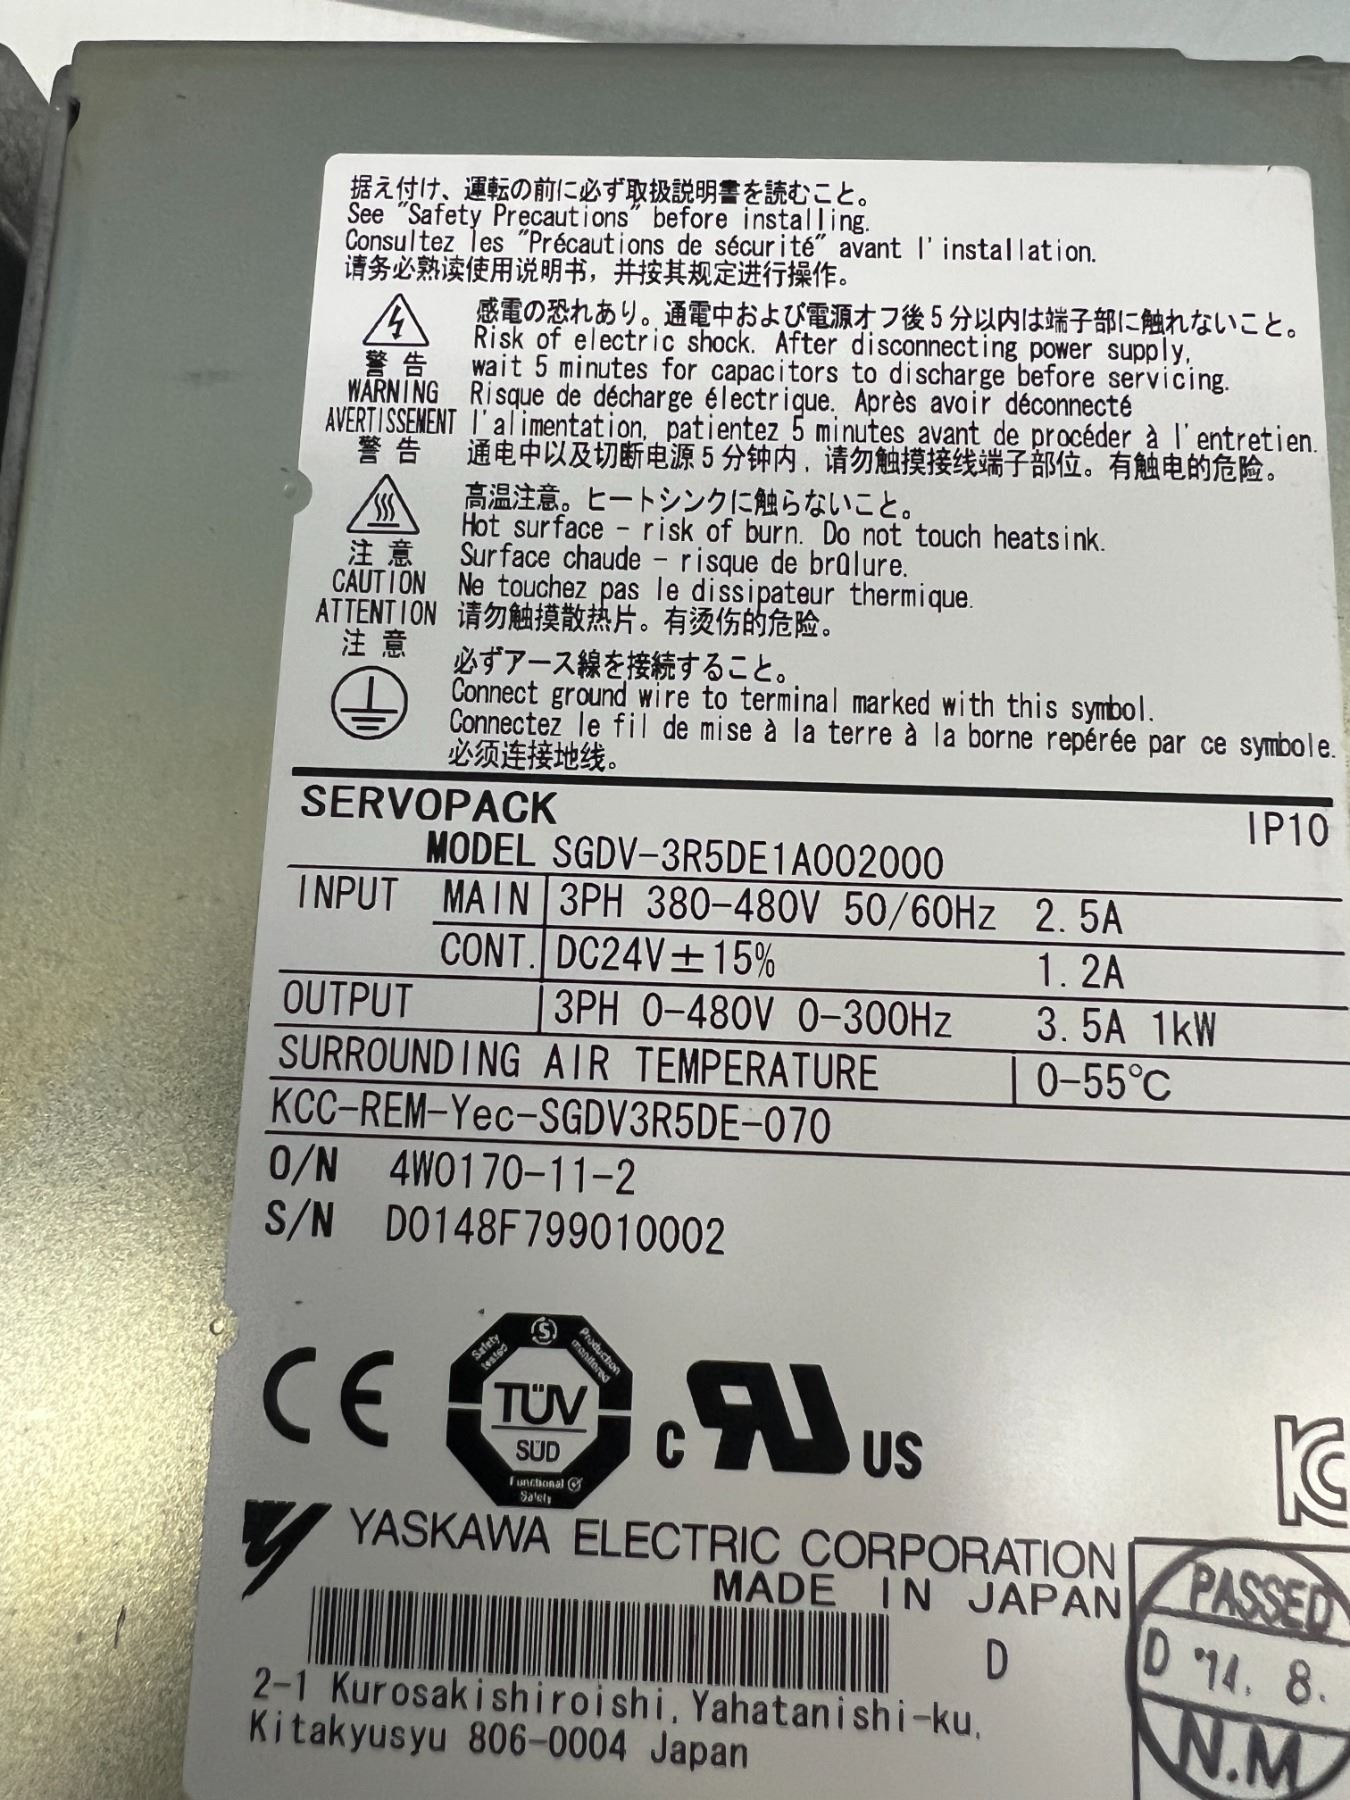 据え付け、運転の前に必ず取扱説明書を読むこと。
See "Safety Precautions" before installing.
Consultez les "Précautions de sécurité" avant l'installation.
请务必熟读使用说明书，并按其规定进行操作。
感電の恐れあり。通電中および電源オフ後5分以内は端子部に触れないこと。
Risk of electric shock. After disconnecting power supply,
wait 5 minutes for capacitors to discharge before servicing.
Risque de décharge électrique. Après avoir déconnecté
l'alimentation, patientez 5 minutes avant de procéder à l'entretien.
通电中以及切断电源5分钟内，请勿触摸接线端子部位。有触电的危险。
警告
WARNING
AVERTISSEMENT
警告
高温注意。ヒートシンクに触らないこと。
Hot surface - risk of burn. Do not touch heatsink.
Surface chaude - risque de brûlure.
Ne touchez pas le dissipateur thermique.
请勿触摸散热片。有烫伤的危险。
注意
CAUTION
ATTENTION
注意
必ずアース線を接続すること。
Connect ground wire to terminal marked with this symbol.
Connectez le fil de mise à la terre à la borne repérée par ce symbole.
必须连接地线。
SERVOPACK IP10
MODEL SGDV-3R5DE1A002000
INPUT MAIN 3PH 380-480V 50/60Hz 2.5A
CONT. DC24V±15% 1.2A
OUTPUT 3PH 0-480V 0-300Hz 3.5A 1kW
SURROUNDING AIR TEMPERATURE 0-55℃
KCC-REM-Yec-SGDV3R5DE-070
O/N 4W0170-11-2
S/N D0148F799010002
CE
Safety tested
S
Production monitored
TÜV
SÜD
Functional Safety
c RU US
KC
YASKAWA ELECTRIC CORPORATION
MADE IN JAPAN
D
2-1 Kurosakishiroishi, Yahatanishi-ku,
Kitakyusyu 806-0004 Japan
PASSED
D '14. 8.
N.M